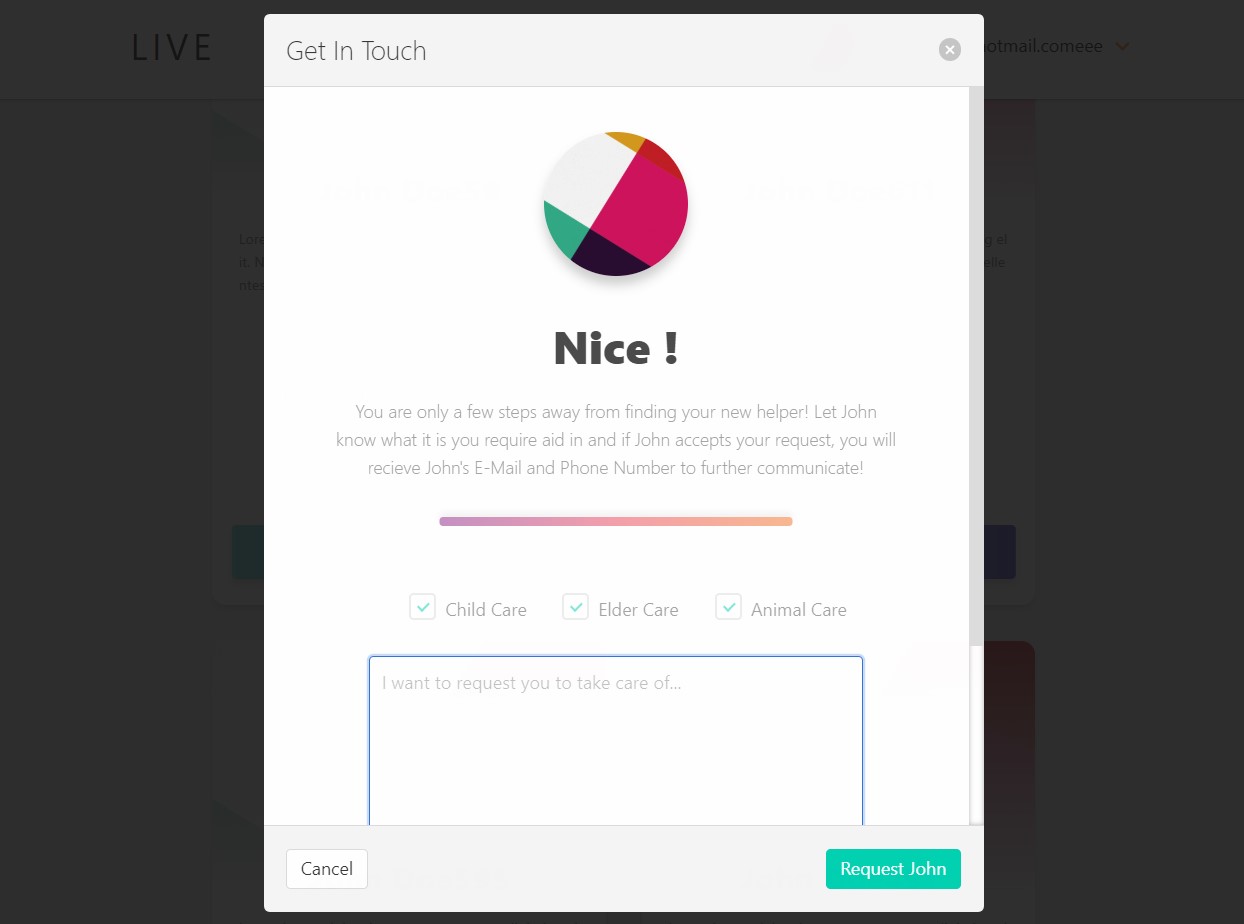 LIVE
Get In Touch
hotmail.comeee
Nice !
You are only a few steps away from finding your new helper! Let John
know what it is you require aid in and if John accepts your request, you will
recieve John's E-Mail and Phone Number to further communicate!
Child Care
Elder Care
Animal Care
I want to request you to take care of...
Cancel
Request John